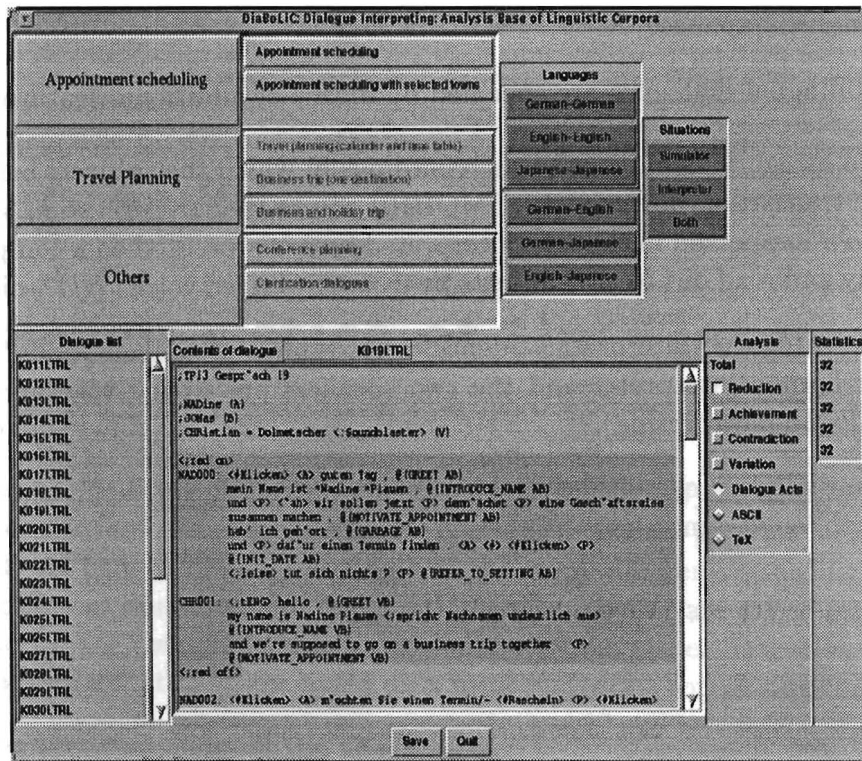 DiaBoLiC: Dialogue Interpreting: Analysis Base of Linguistic Corpora
Appointment scheduling
Travel Planning
Others
Appointment scheduling
Appointment scheduling with selected towns
Travel planning (calender and time table)
Business trip (one destination)
Business and holiday trip
Conference planning
Clarification dialogues
Languages
German-German
English-English
Japanese-Japanese
German-English
German-Japanese
English-Japanese
Situations
Simulator
Interpreter
Both
Dialogue list
K011LTRL
K012LTRL
K013LTRL
K014LTRL
K015LTRL
K016LTRL
K017LTRL
K018LTRL
K019LTRL
K020LTRL
K021LTRL
K022LTRL
K023LTRL
K024LTRL
K025LTRL
K026LTRL
K027LTRL
K028LTRL
K029LTRL
K030LTRL
Contents of dialogue K019LTRL
;TP13 Gespr"ach 19
;NADine (A)
;JONas (B)
;CHRistian = Dolmetscher <:Soundblaster> (V)
<;red on>
NAD000: <#Klicken> <A> guten Tag , @(GREET AB)
mein Name ist *Nadine *Plauen , @(INTRODUCE_NAME AB)
und <P> <"ah> wir sollen jetzt <P> demn"achst <P> eine Gesch"aftsreise
zusammen machen , @(MOTIVATE_APPOINTMENT AB)
hab' ich geh"ort , @(GARBAGE AB)
und <P> daf"ur einen Termin finden . <A> <#> <#Klicken> <P>
@(INIT_DATE AB)
<;leise> tut sich nichts ? <P> @(REFER_TO_SETTING AB)
CHR001: <;tENG> hello , @(GREET VB)
my name is Nadine Plauen <;spricht Nachnamen undeutlich aus>
@(INTRODUCE_NAME VB)
and we're supposed to go on a business trip together <P>
@(MOTIVATE_APPOINTMENT VB)
<;red off>
NAD002: <#Klicken> <A> m"ochten Sie einen Termin/- <#Rascheln> <P> <#Klicken>
Analysis
Total
Reduction
Achievement
Contradiction
Variation
Dialogue Acts
ASCII
TeX
Statistics
32
32
32
32
32
Save
Quit